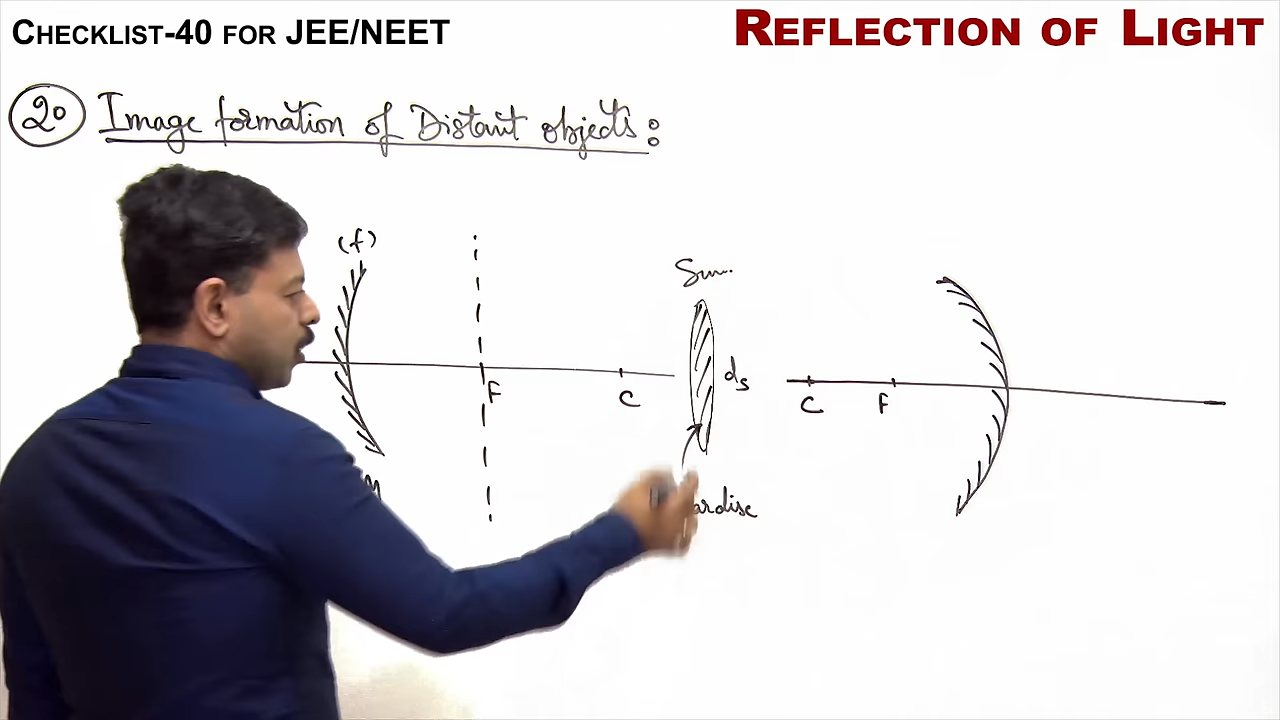 CHECKLIST-40 FOR JEE/NEET
REFLECTION OF LIGHT
20 Image formation of Distant objects:
(f)
Sun.
F
C
ds
C
F
M